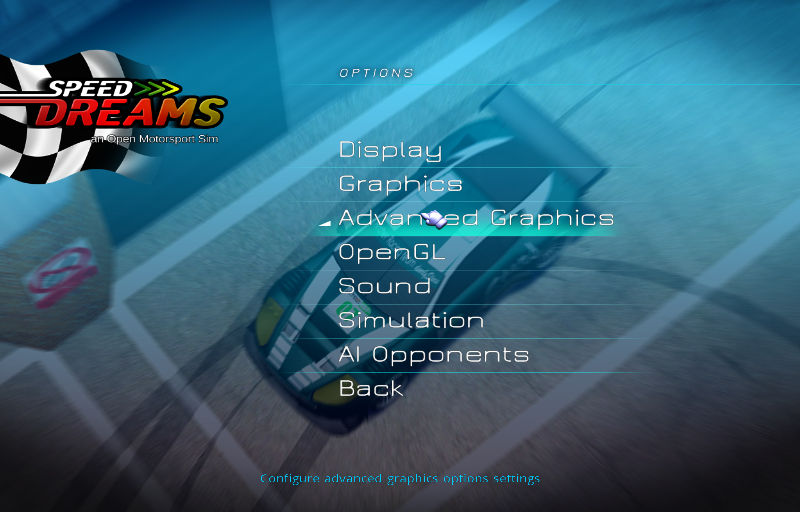 OPTIONS
SPEED
DREAMS
an Open Motorsport Sim
Display
Graphics
Advanced Graphics
OpenGL
Sound
Simulation
AI Opponents
Back
Configure advanced graphics options settings